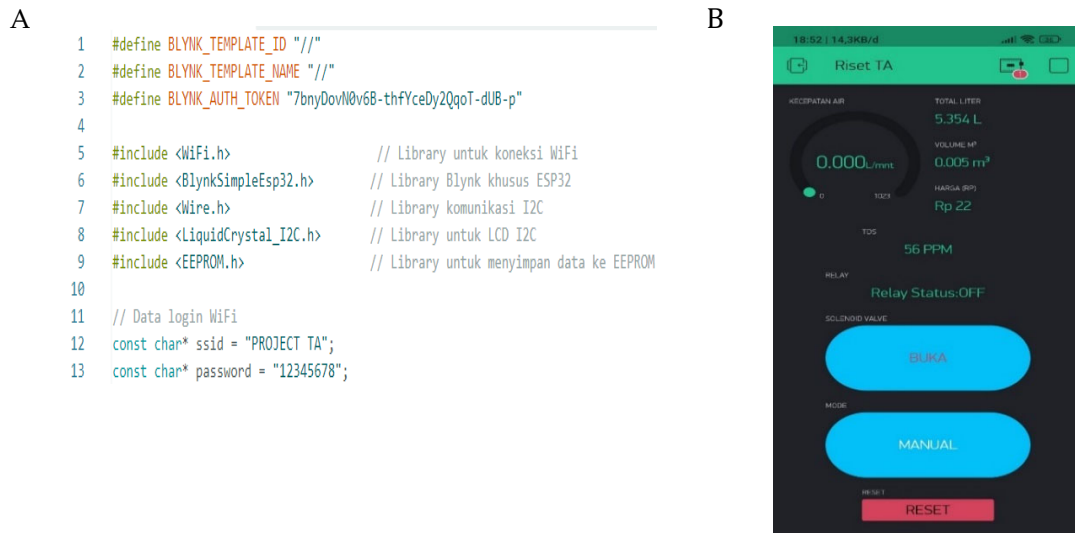 A
1 #define BLYNK_TEMPLATE_ID "//"
2 #define BLYNK_TEMPLATE_NAME "//"
3 #define BLYNK_AUTH_TOKEN "7bnyDovN0v6B-thfYceDy2QqoT-dUB-p"
4
5 #include <WiFi.h> // Library untuk koneksi WiFi
6 #include <BlynkSimpleEsp32.h> // Library Blynk khusus ESP32
7 #include <Wire.h> // Library komunikasi I2C
8 #include <LiquidCrystal_I2C.h> // Library untuk LCD I2C
9 #include <EEPROM.h> // Library untuk menyimpan data ke EEPROM
10
11 // Data login WiFi
12 const char* ssid = "PROJECT TA";
13 const char* password = "12345678";
B
18:52 | 14,3KB/d
Riset TA
KECEPATAN AIR
0.000L/mnt
0 1023
TOTAL LITER
5.354 L
VOLUME M³
0.005 m³
HARGA (RP)
Rp 22
TDS
56 PPM
RELAY
Relay Status:OFF
SOLENOID VALVE
BUKA
MODE
MANUAL
RESET
RESET